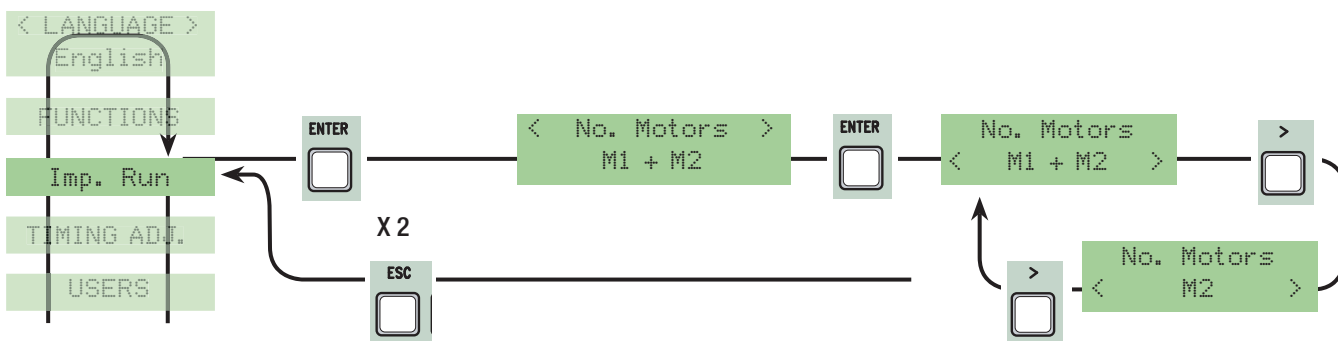 < LANGUAGE >
English
FUNCTIONS
Imp. Run
TIMING ADJ.
USERS
ENTER
< No. Motors >
M1 + M2
ENTER
No. Motors
< M1 + M2 >
>
X 2
ESC
>
No. Motors
< M2 >